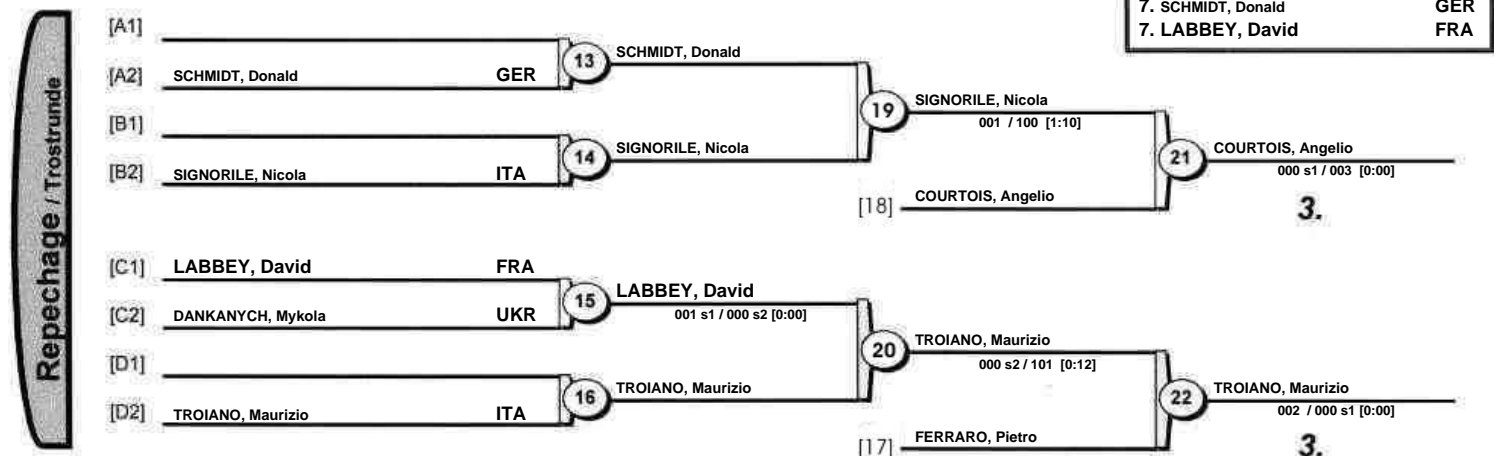 7. SCHMIDT, Donald GER
7. LABBEY, David FRA
Repechage / Trostrunde
[A1]
[A2] SCHMIDT, Donald GER
13 SCHMIDT, Donald
[B1]
[B2] SIGNORILE, Nicola ITA
14 SIGNORILE, Nicola
19 SIGNORILE, Nicola
001 / 100 [1:10]
[18] COURTOIS, Angelio
21 COURTOIS, Angelio
000 s1 / 003 [0:00]
3.
[C1] LABBEY, David FRA
[C2] DANKANYCH, Mykola UKR
15 LABBEY, David
001 s1 / 000 s2 [0:00]
[D1]
[D2] TROIANO, Maurizio ITA
16 TROIANO, Maurizio
20 TROIANO, Maurizio
000 s2 / 101 [0:12]
[17] FERRARO, Pietro
22 TROIANO, Maurizio
002 / 000 s1 [0:00]
3.